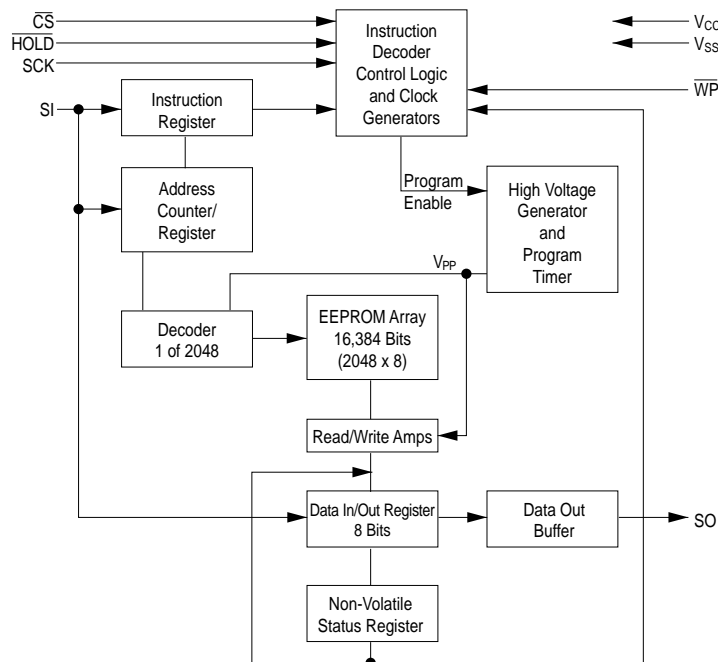 CS
HOLD
SCK
SI
Instruction
Decoder
Control Logic
and Clock
Generators
VCC
VSS
WP
Instruction
Register
Address
Counter/
Register
Program
Enable
High Voltage
Generator
and
Program
Timer
VPP
Decoder
1 of 2048
EEPROM Array
16,384 Bits
(2048 x 8)
Read/Write Amps
Data In/Out Register
8 Bits
Data Out
Buffer
SO
Non-Volatile
Status Register